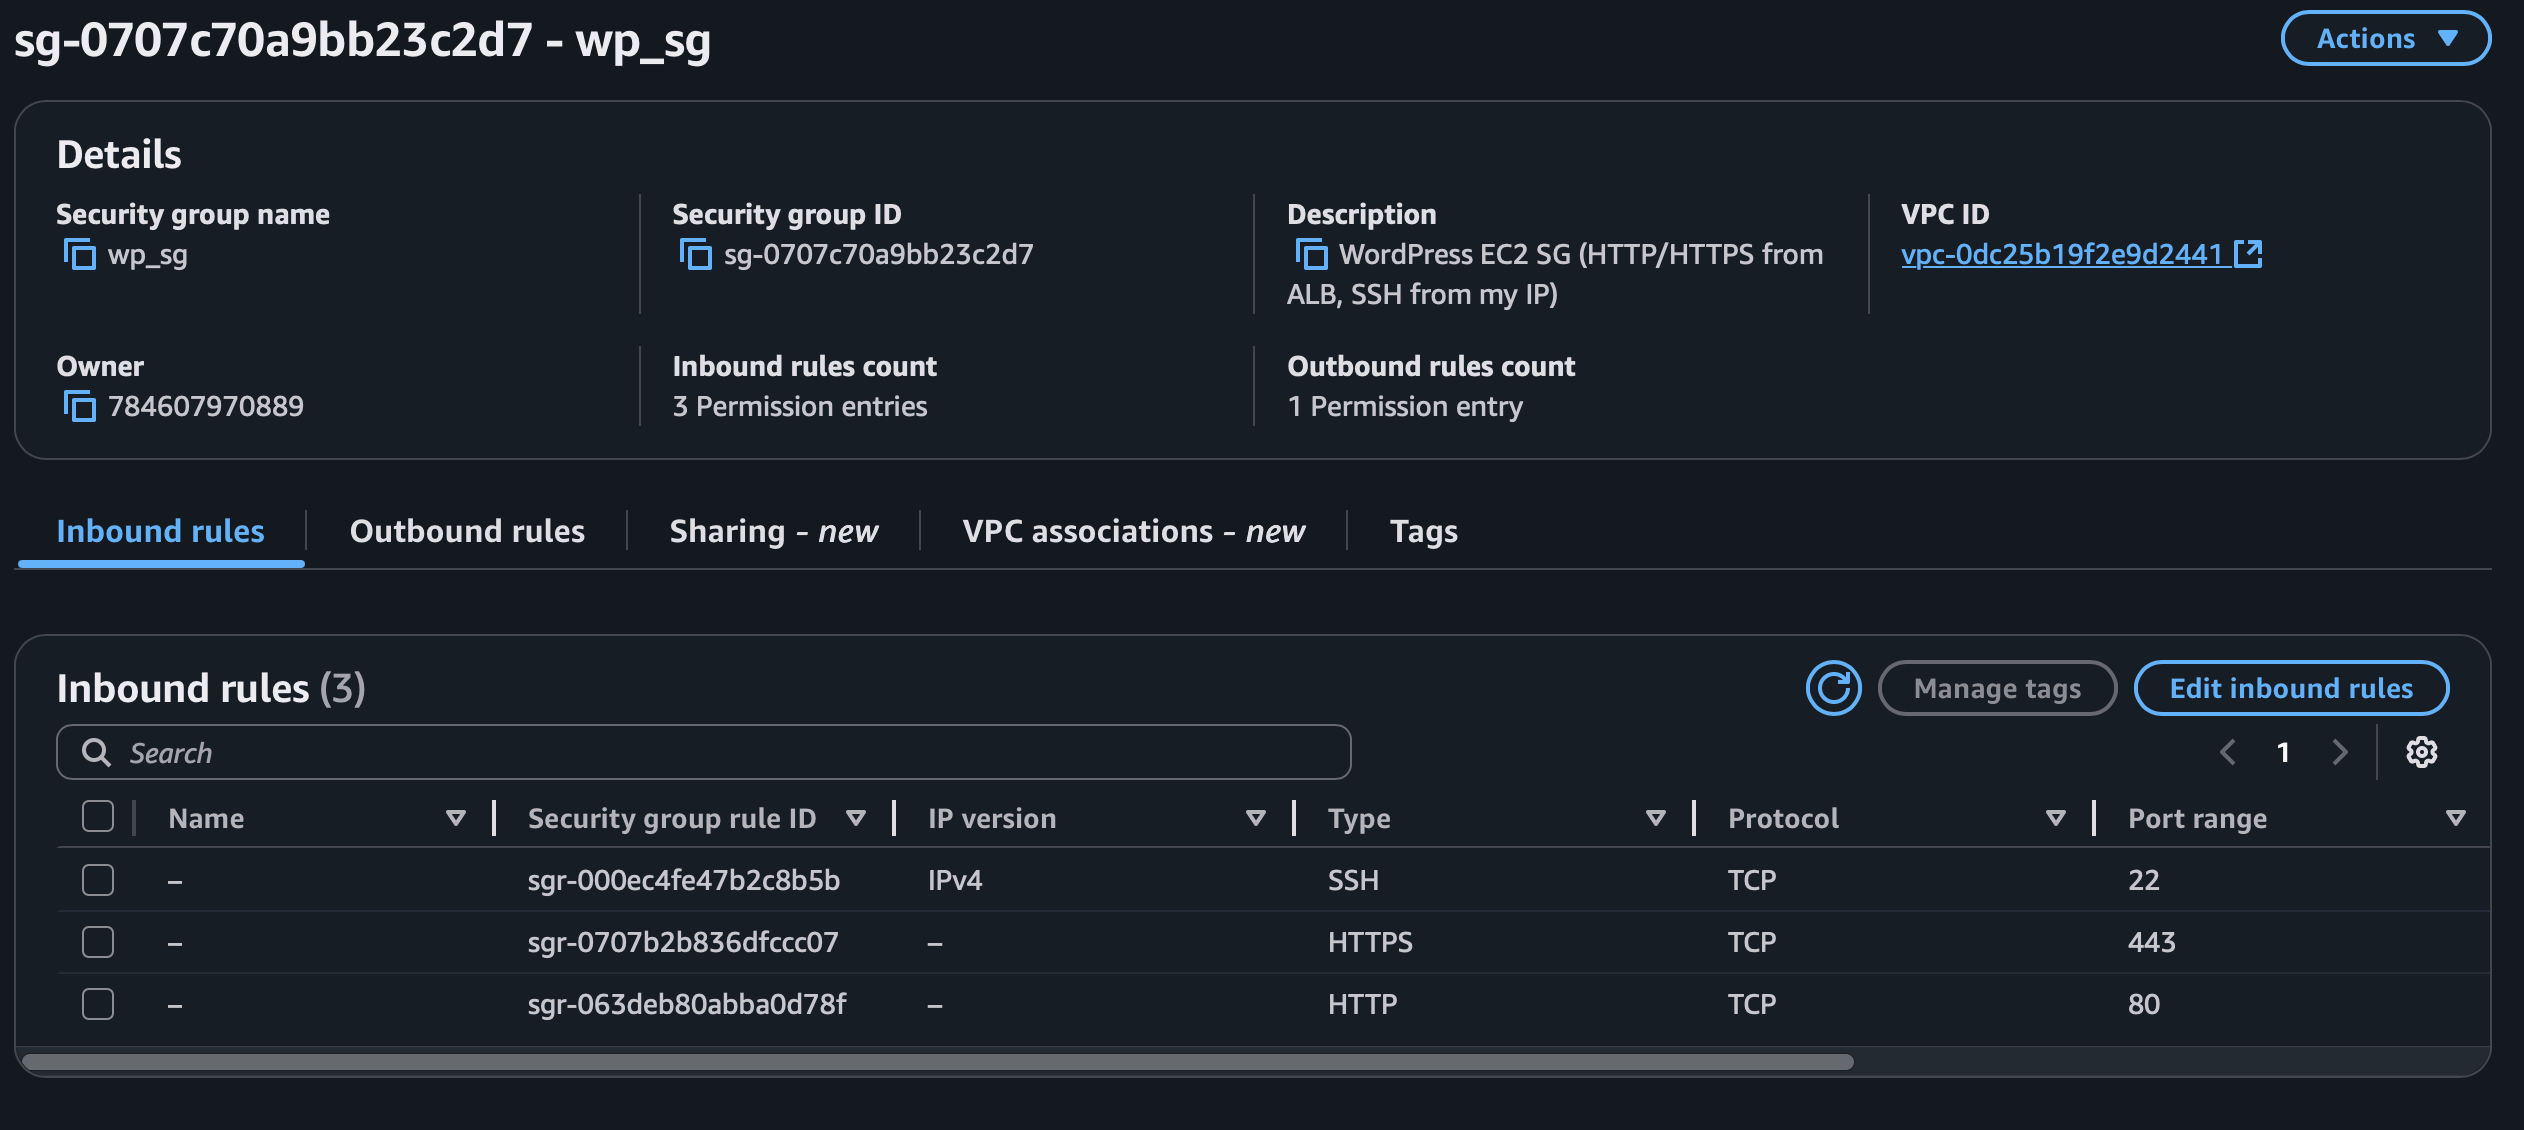 sg-0707c70a9bb23c2d7 - wp_sg
Actions
Details
Security group name
wp_sg
Security group ID
sg-0707c70a9bb23c2d7
Description
WordPress EC2 SG (HTTP/HTTPS from
ALB, SSH from my IP)
VPC ID
vpc-0dc25b19f2e9d2441
Owner
784607970889
Inbound rules count
3 Permission entries
Outbound rules count
1 Permission entry
Inbound rules
Outbound rules
Sharing - new
VPC associations - new
Tags
Inbound rules (3)
Manage tags
Edit inbound rules
Search
1
Name Security group rule ID IP version Type Protocol Port range
– sgr-000ec4fe47b2c8b5b IPv4 SSH TCP 22
– sgr-0707b2b836dfccc07 – HTTPS TCP 443
– sgr-063deb80abba0d78f – HTTP TCP 80